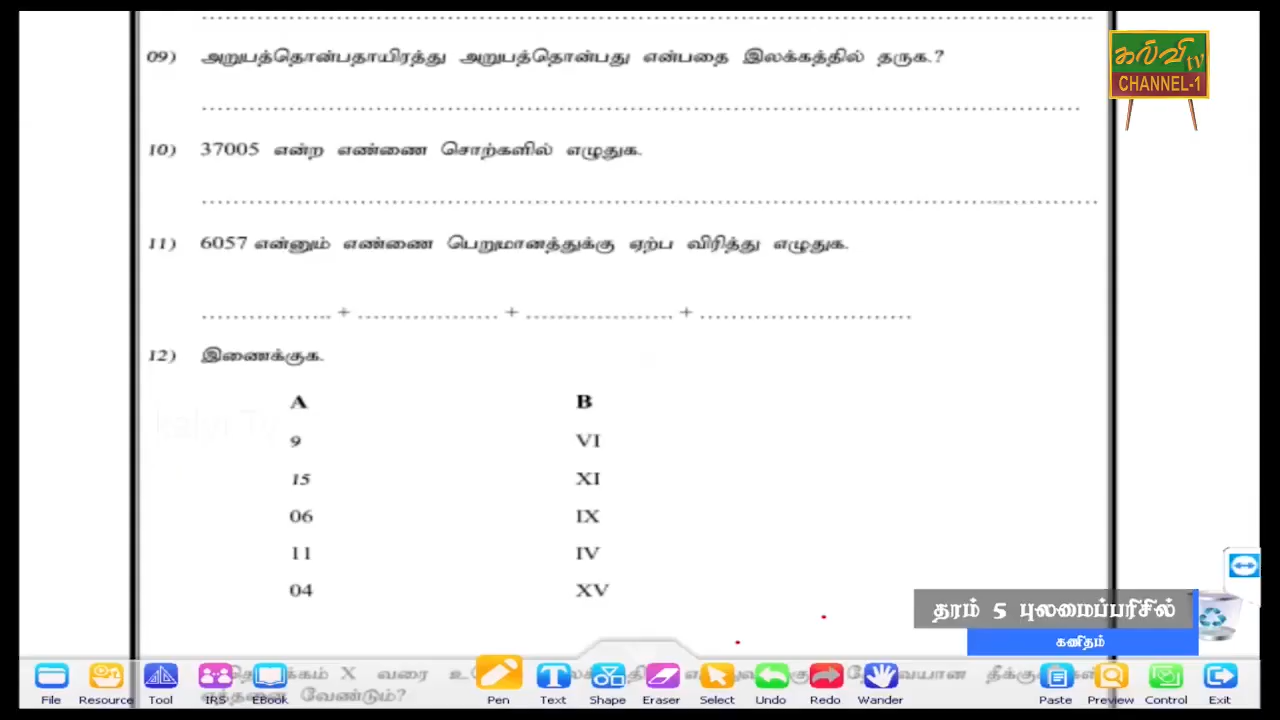 09) அறுபத்தொன்பதாயிரத்து அறுபத்தொன்பது என்பதை இலக்கத்தில் தருக.?
கல்வி tv
CHANNEL-1
10) 37005 என்ற எண்ணை சொற்களில் எழுதுக.
11) 6057 என்னும் எண்ணை பெறுமானத்துக்கு ஏற்ப விரித்து எழுதுக.
.................. + .................. + .................. + ..................
12) இணைக்குக.
A B
9 VI
15 XI
06 IX
11 IV
04 XV
தரம் 5 புலமைப்பரிசில்
கணிதம்
X வரை
வேண்டும்?
File Resource Tool IRS EBook Pen Text Shape Eraser Select Undo Redo Wander Paste Preview Control Exit